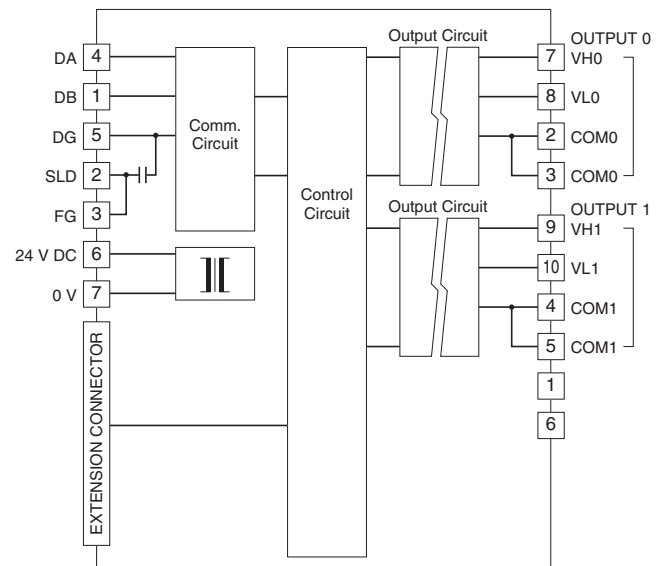 Output Circuit
OUTPUT 0
DA 4
7 VH0
DB 1
8 VL0
DG 5
Comm.
Circuit
2 COM0
SLD 2
3 COM0
Control
Circuit
FG 3
Output Circuit
OUTPUT 1
9 VH1
24 V DC 6
10 VL1
0 V 7
4 COM1
5 COM1
1
6
EXTENSION CONNECTOR